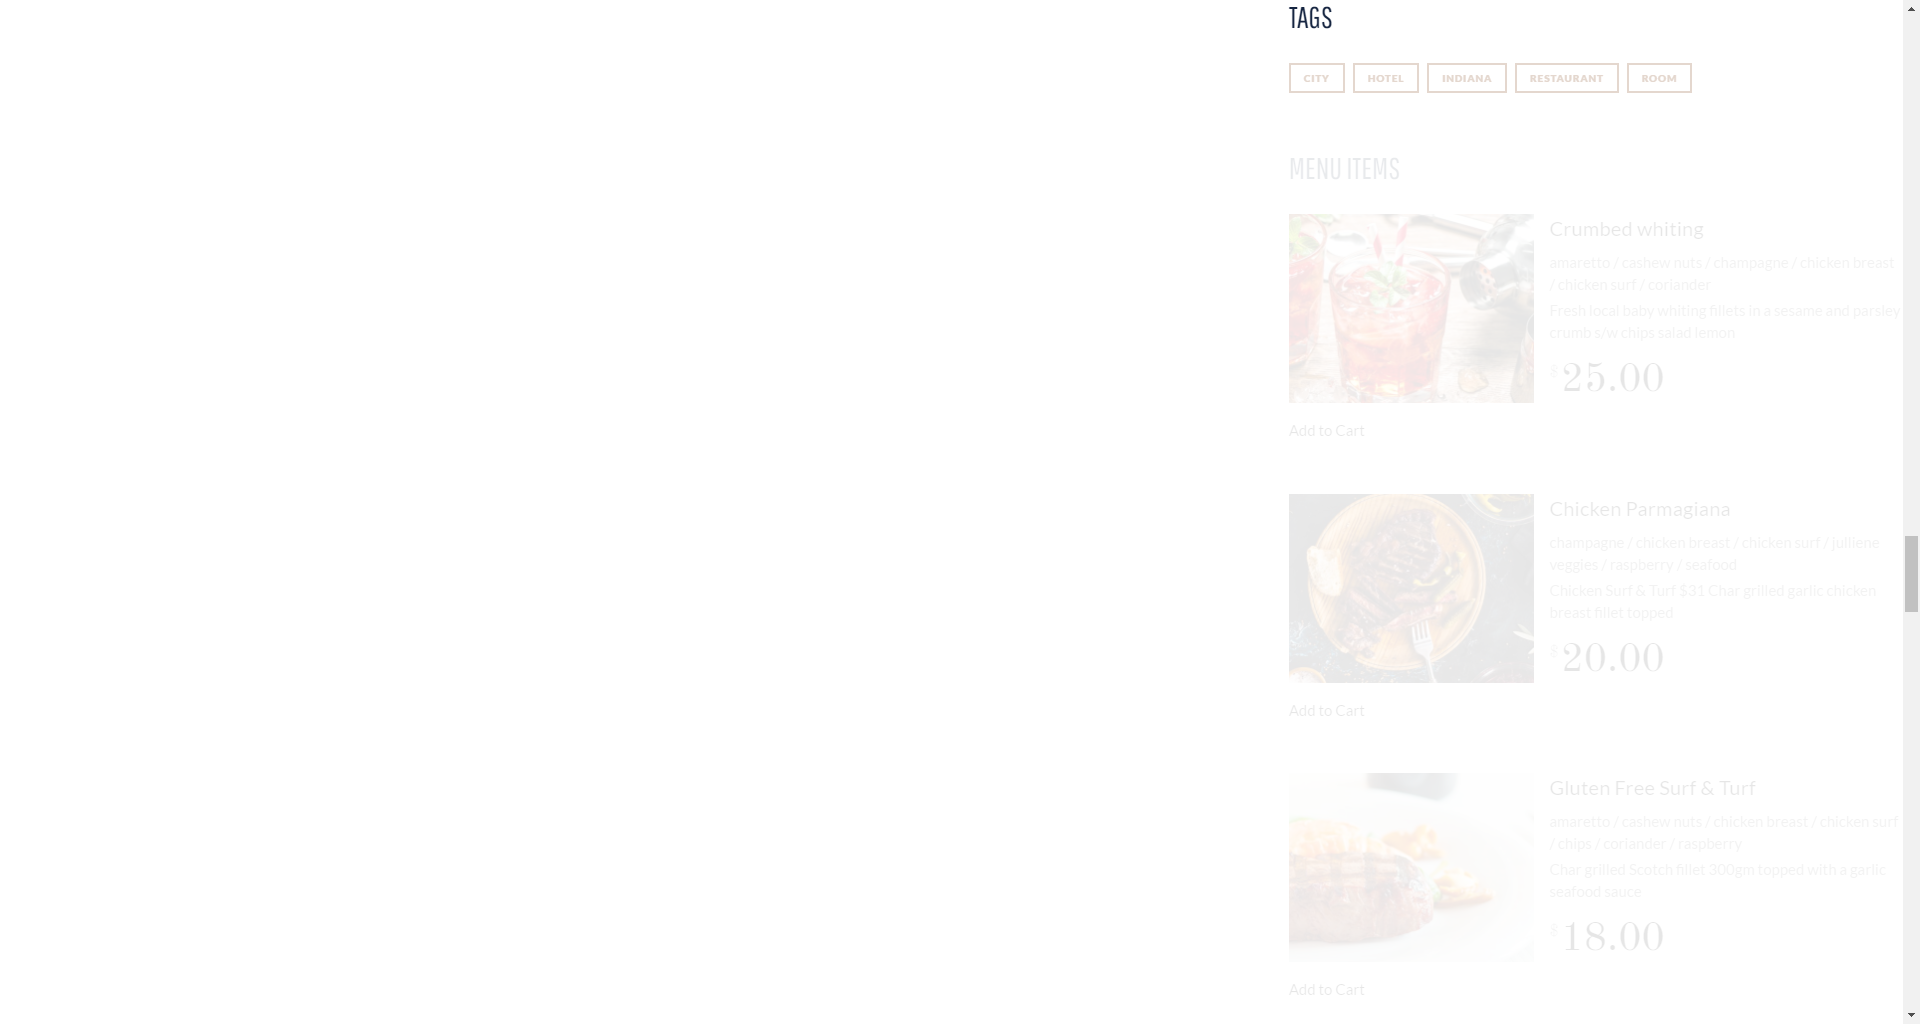 TAGS
CITY HOTEL INDIANA RESTAURANT ROOM
MENU ITEMS
Crumbed whiting
amaretto / cashew nuts / champagne / chicken breast
/ chicken surf / coriander
Fresh local baby whiting fillets in a sesame and parsley
crumb s/w chips salad lemon
$25.00
Add to Cart
Chicken Parmagiana
champagne / chicken breast / chicken surf / julliene
veggies / raspberry / seafood
Chicken Surf & Turf $31 Char grilled garlic chicken
breast fillet topped
$20.00
Add to Cart
Gluten Free Surf & Turf
amaretto / cashew nuts / chicken breast / chicken surf
/ chips / coriander / raspberry
Char grilled Scotch fillet 300gm topped with a garlic
seafood sauce
$18.00
Add to Cart